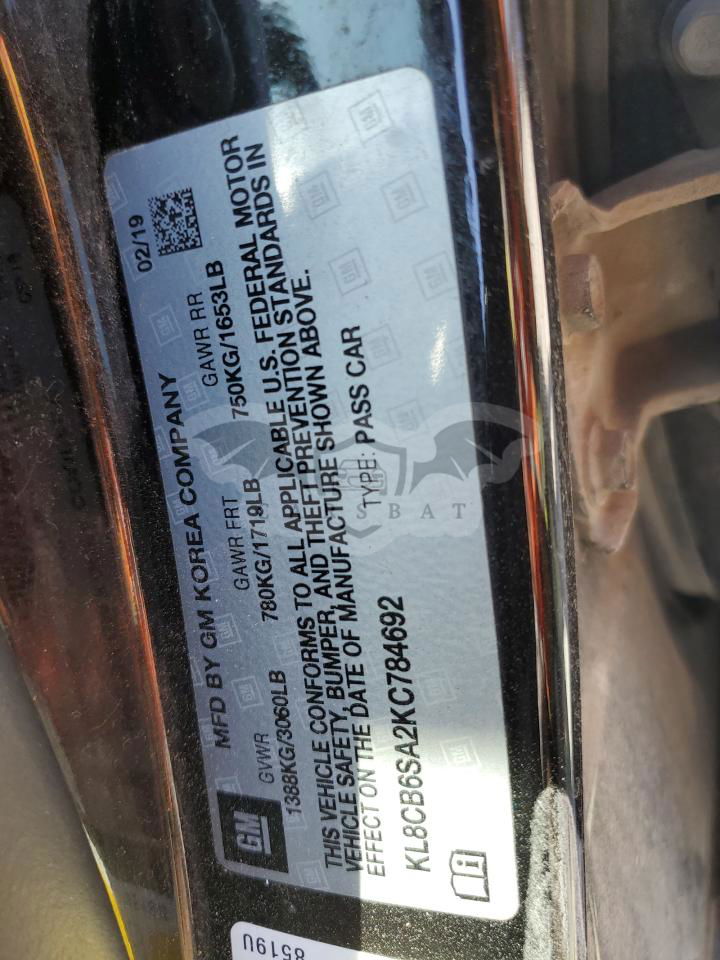 MFD BY GM KOREA COMPANY 02/19
GVWR GAWR FRT GAWR RR
1388KG/3060LB 780KG/1719LB 750KG/1653LB
THIS VEHICLE CONFORMS TO ALL APPLICABLE U.S. FEDERAL MOTOR
VEHICLE SAFETY, BUMPER, AND THEFT PREVENTION STANDARDS IN
EFFECT ON THE DATE OF MANUFACTURE SHOWN ABOVE.
KL8CB6SA2KC784692 TYPE: PASS CAR
GM
8519U